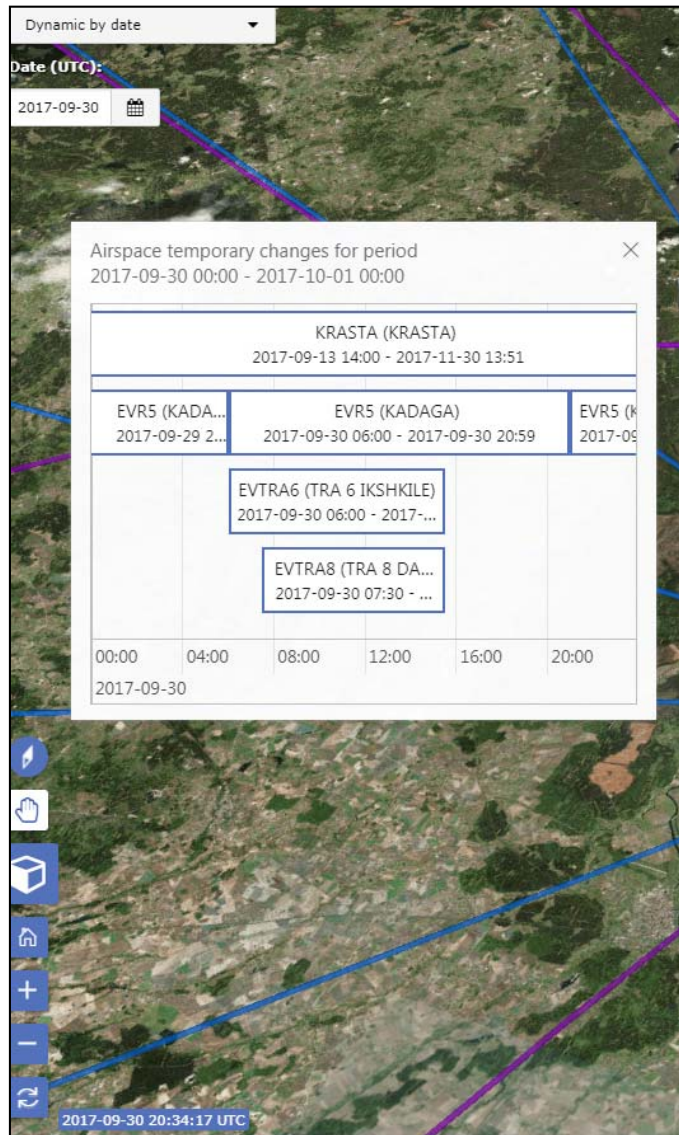 Dynamic by date
Date (UTC):
2017-09-30
Airspace temporary changes for period
2017-09-30 00:00 - 2017-10-01 00:00
KRASTA (KRASTA)
2017-09-13 14:00 - 2017-11-30 13:51
EVR5 (KADA... EVR5 (KADAGA) EVR5 (K
2017-09-29 2... 2017-09-30 06:00 - 2017-09-30 20:59 2017-09
EVTRA6 (TRA 6 IKSHKILE)
2017-09-30 06:00 - 2017-...
EVTRA8 (TRA 8 DA...
2017-09-30 07:30 - ...
00:00 04:00 08:00 12:00 16:00 20:00
2017-09-30
2017-09-30 20:34:17 UTC